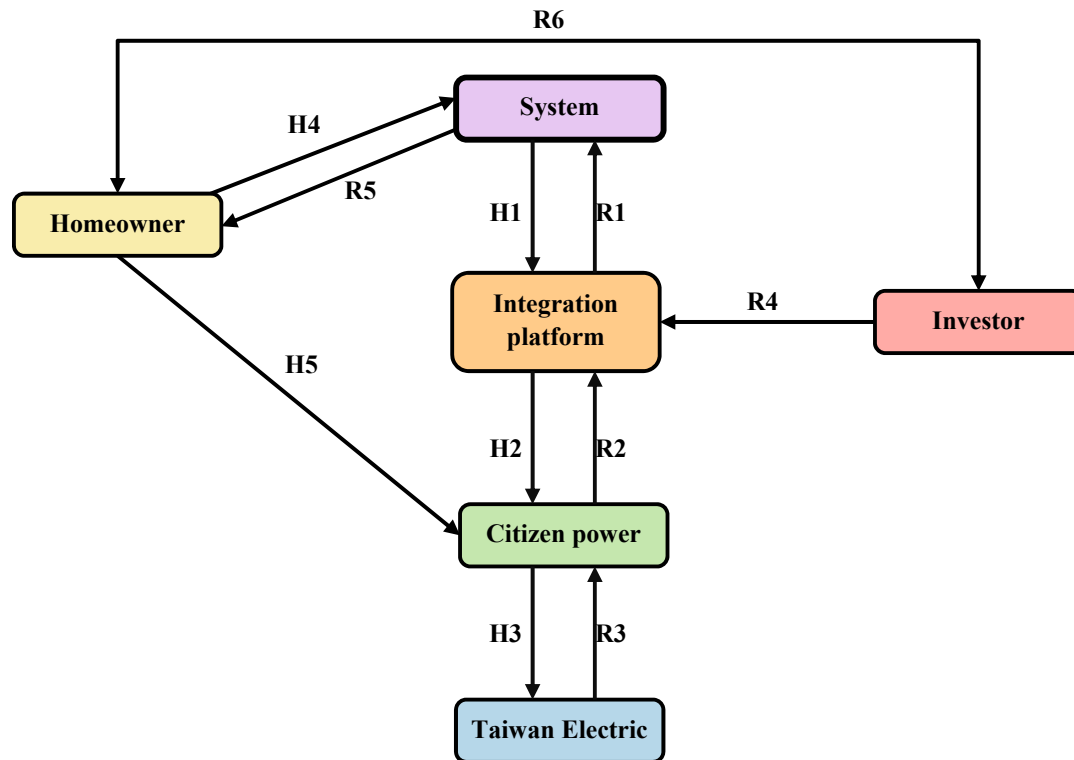 R6
System
H4
R5
Homeowner
H1
R1
Integration
platform
R4
Investor
H5
H2
R2
Citizen power
H3
R3
Taiwan Electric